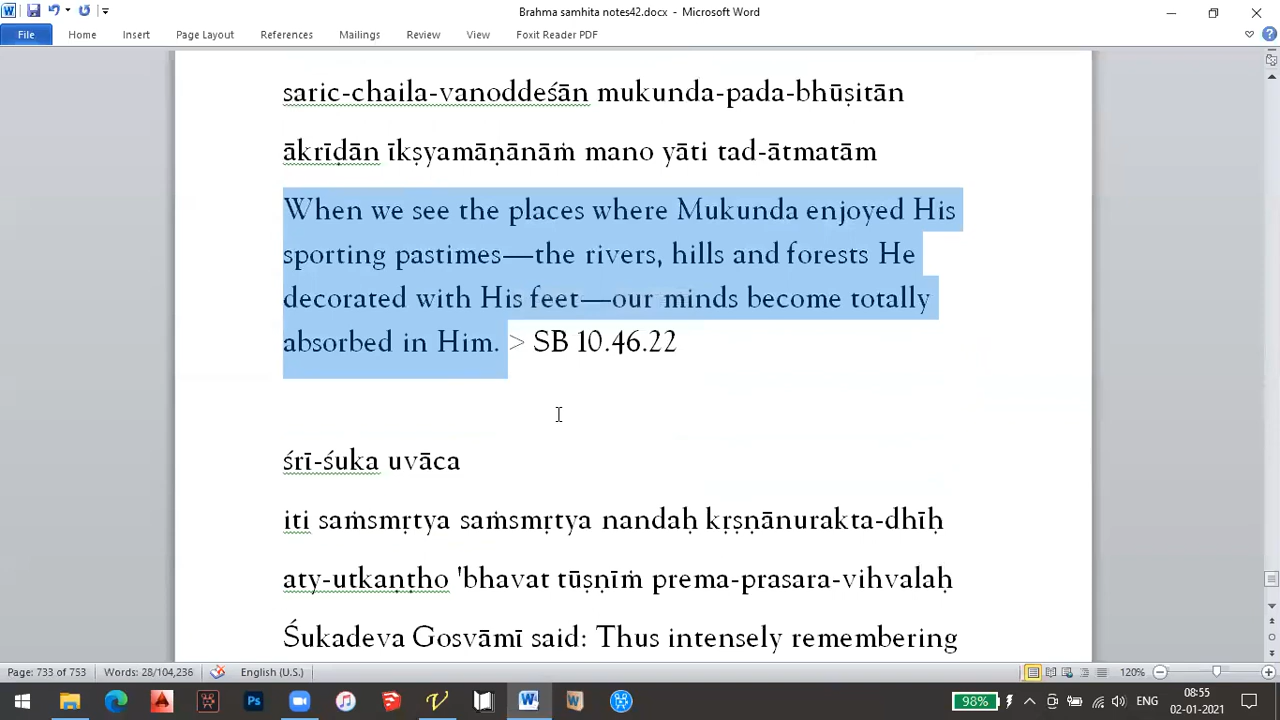 Brahma samhita notes42.docx - Microsoft Word
File Home Insert Page Layout References Mailings Review View Foxit Reader PDF
saric-chaila-vanoddeśān mukunda-pada-bhūṣitān
ākrīḍān īkṣyamāṇānāṁ mano yāti tad-ātmatām
When we see the places where Mukunda enjoyed His
sporting pastimes—the rivers, hills and forests He
decorated with His feet—our minds become totally
absorbed in Him. > SB 10.46.22
śrī-śuka uvāca
iti saṁsmṛtya saṁsmṛtya nandaḥ kṛṣṇānurakta-dhīḥ
aty-utkaṇṭho 'bhavat tūṣṇīṁ prema-prasara-vihvalaḥ
Śukadeva Gosvāmī said: Thus intensely remembering
Page: 733 of 753 Words: 28/104,236 English (U.S.) 120%
98% ENG 08:55
02-01-2021